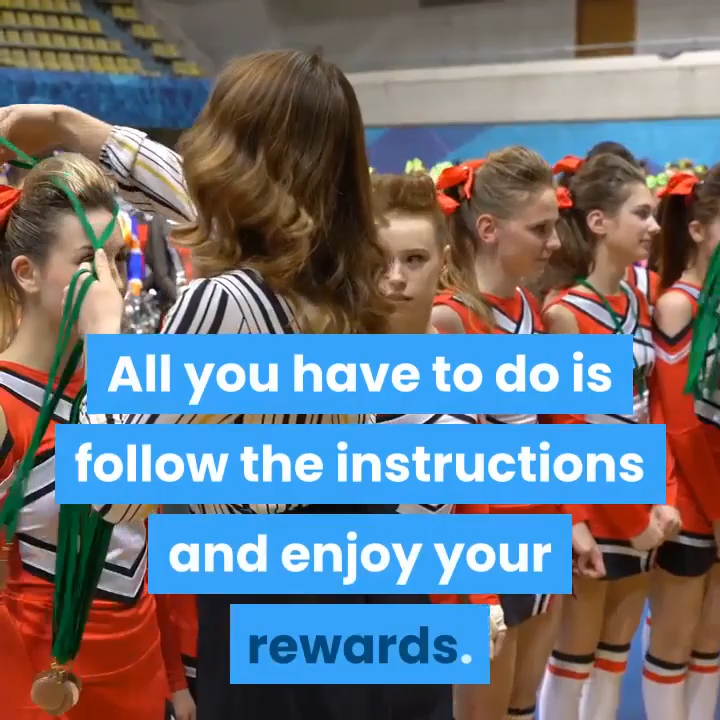 All you have to do is
follow the instructions
and enjoy your
rewards.